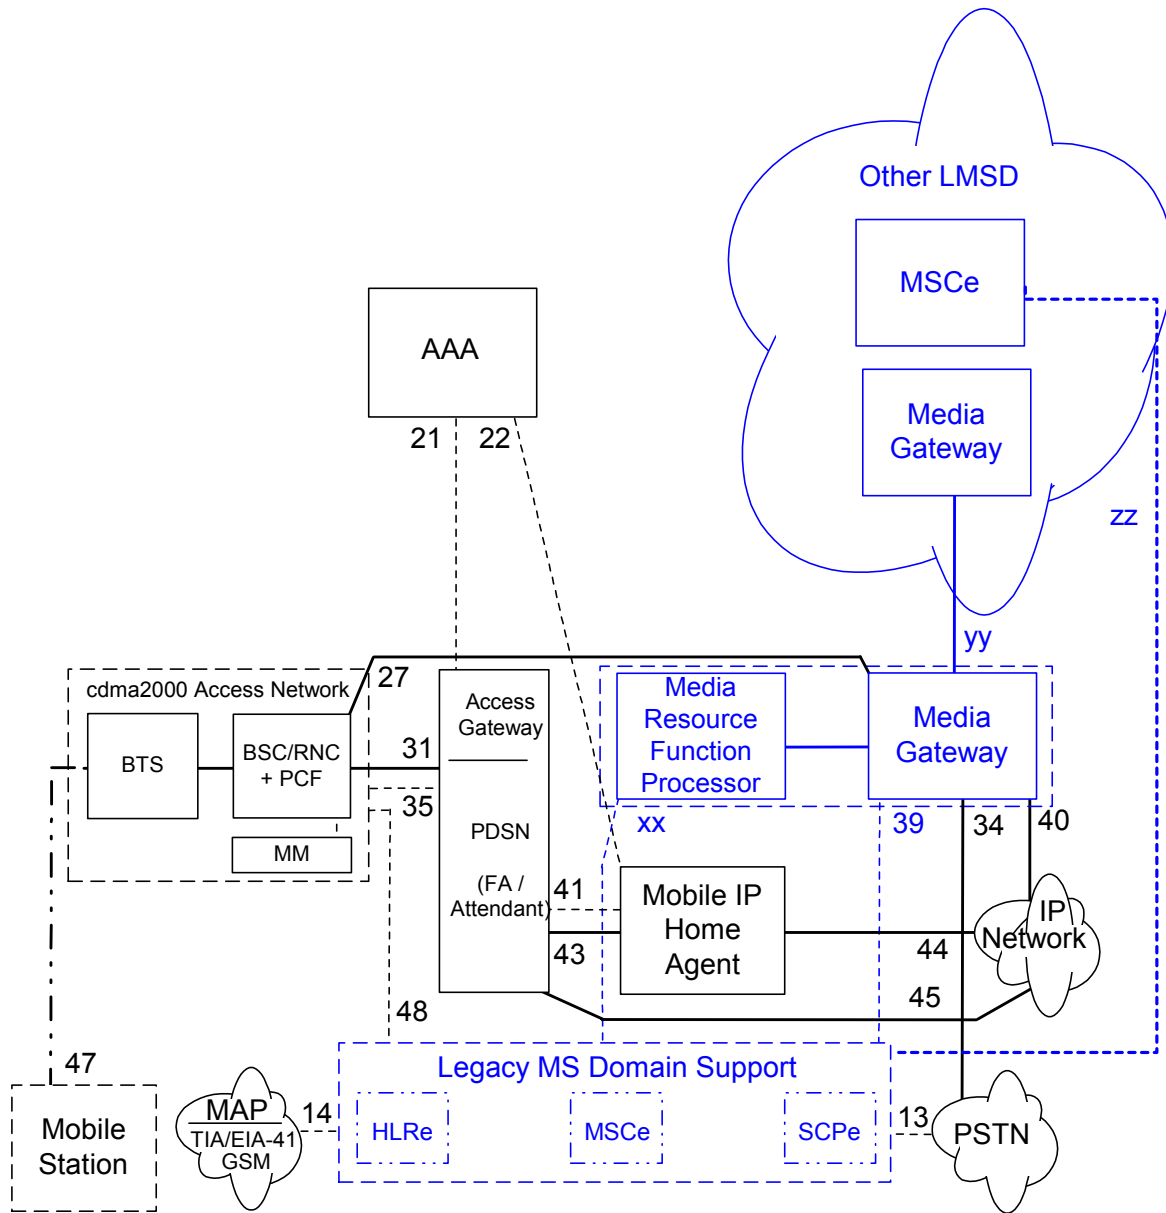 Other LMSD
MSCe
Media
Gateway
zz
yy
AAA
21
22
cdma2000 Access Network
27
BTS
BSC/RNC
+ PCF
MM
31
35
Access
Gateway
PDSN
(FA /
Attendant)
Media
Resource
Function
Processor
Media
Gateway
xx
39
34
40
41
43
Mobile IP
Home
Agent
44
45
IP
Network
48
47
Mobile
Station
MAP
TIA/EIA-41
GSM
14
Legacy MS Domain Support
HLRe
MSCe
SCPe
13
PSTN